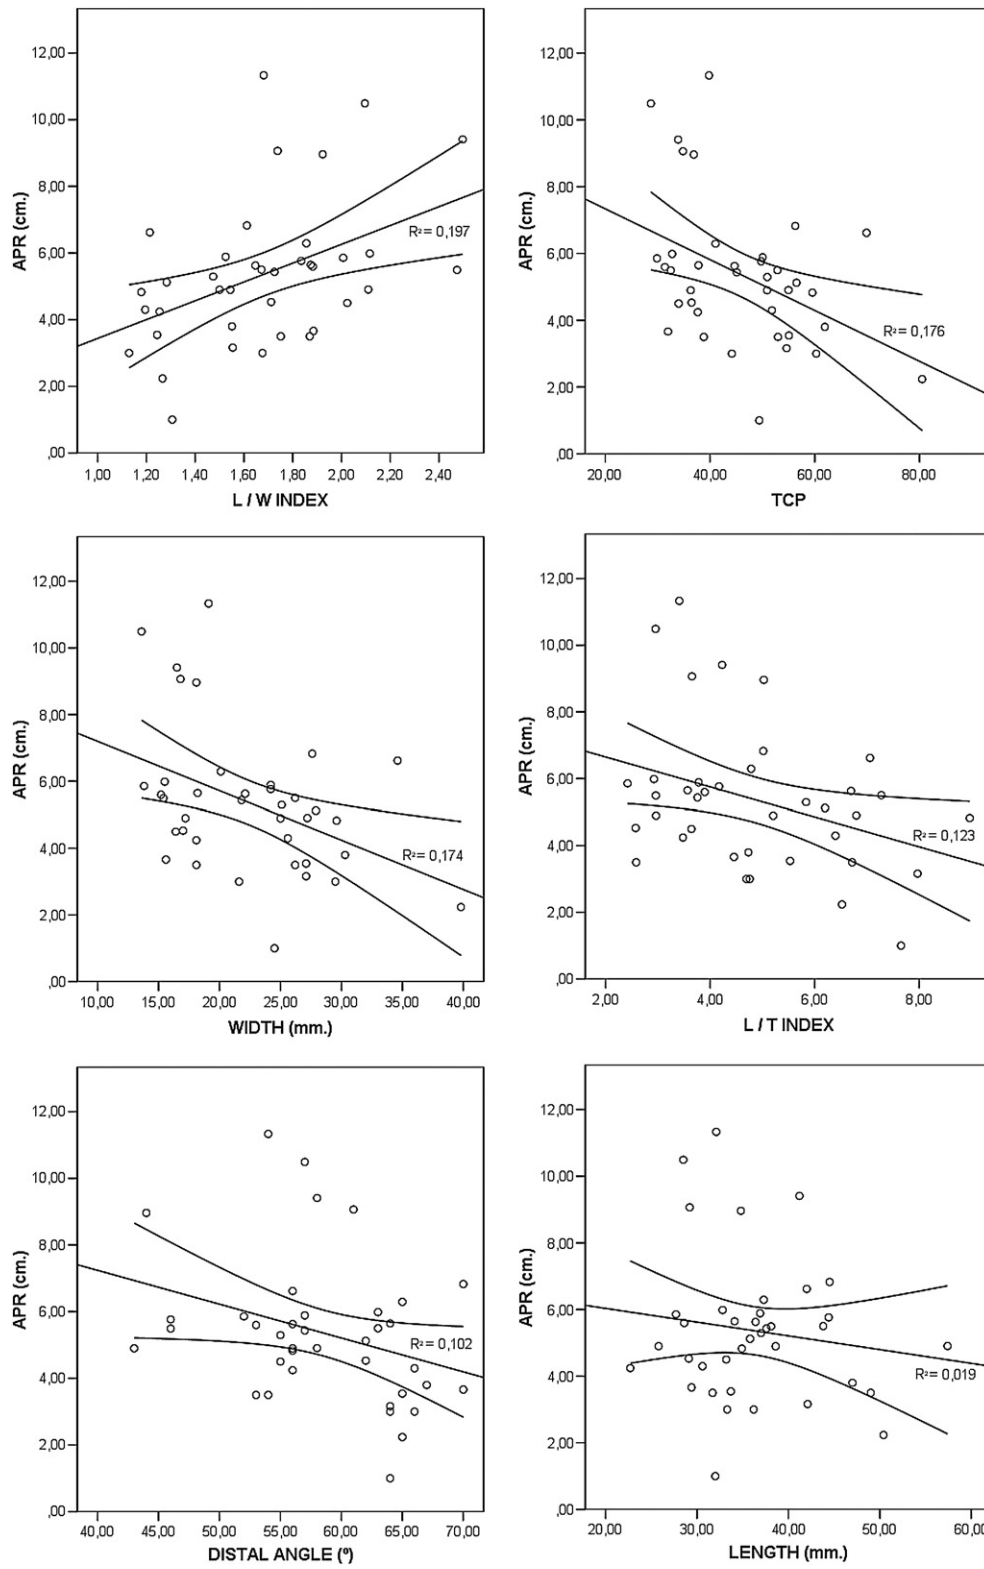 12,00
10,00
8,00
6,00
4,00
2,00
,00
APR (cm.)
R²= 0,197
1,00 1,20 1,40 1,60 1,80 2,00 2,20 2,40
L / W INDEX
12,00
10,00
8,00
6,00
4,00
2,00
,00
APR (cm.)
R²= 0,176
20,00 40,00 60,00 80,00
TCP
12,00
10,00
8,00
6,00
4,00
2,00
,00
APR (cm.)
R²= 0,174
10,00 15,00 20,00 25,00 30,00 35,00 40,00
WIDTH (mm.)
12,00
10,00
8,00
6,00
4,00
2,00
,00
APR (cm.)
R²= 0,123
2,00 4,00 6,00 8,00
L / T INDEX
12,00
10,00
8,00
6,00
4,00
2,00
,00
APR (cm.)
R²= 0,102
40,00 45,00 50,00 55,00 60,00 65,00 70,00
DISTAL ANGLE (º)
12,00
10,00
8,00
6,00
4,00
2,00
,00
APR (cm.)
R²= 0,019
20,00 30,00 40,00 50,00 60,00
LENGTH (mm.)